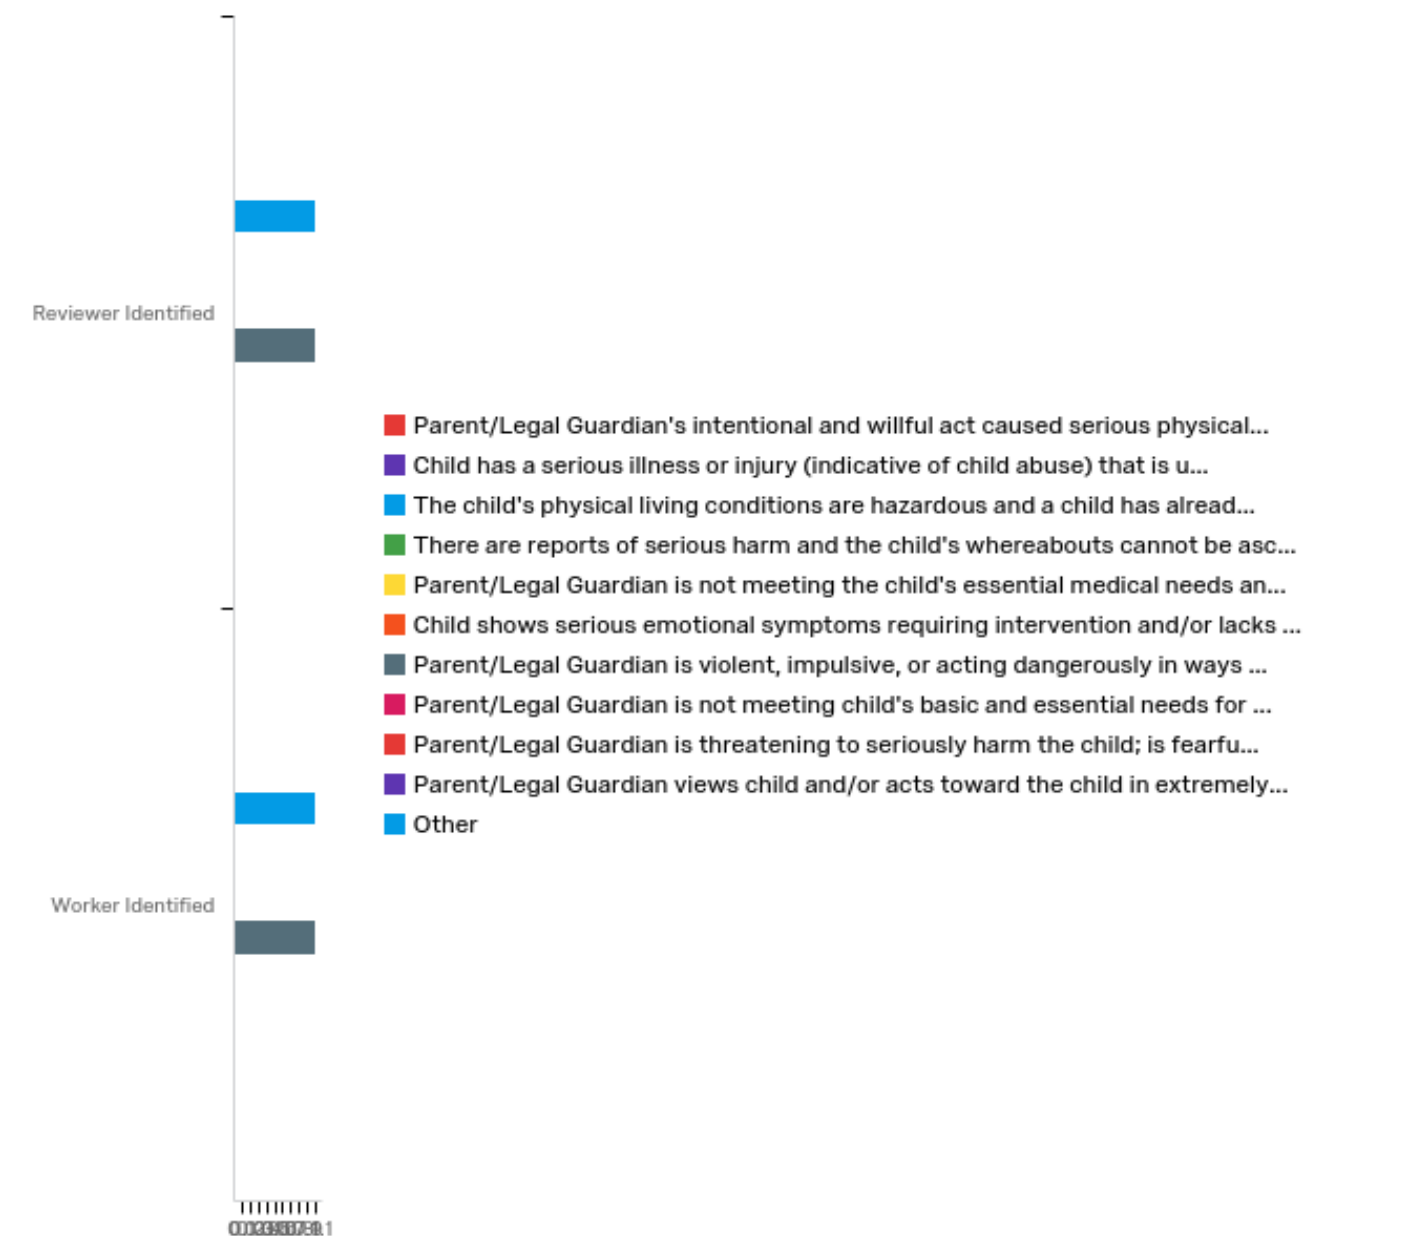 Reviewer Identified
Parent/Legal Guardian's intentional and willful act caused serious physical...
Child has a serious illness or injury (indicative of child abuse) that is u...
The child's physical living conditions are hazardous and a child has alread...
There are reports of serious harm and the child's whereabouts cannot be asc...
Parent/Legal Guardian is not meeting the child's essential medical needs an...
Child shows serious emotional symptoms requiring intervention and/or lacks ...
Parent/Legal Guardian is violent, impulsive, or acting dangerously in ways ...
Parent/Legal Guardian is not meeting child's basic and essential needs for ...
Parent/Legal Guardian is threatening to seriously harm the child; is fearfu...
Parent/Legal Guardian views child and/or acts toward the child in extremely...
Other
Worker Identified